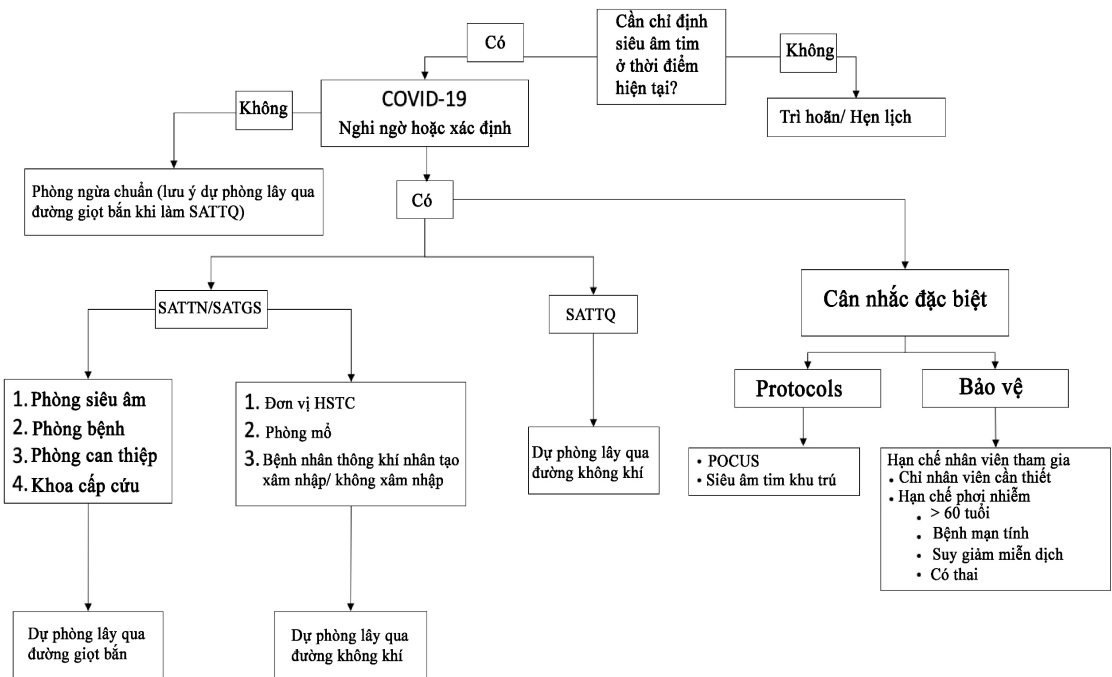 Cần chỉ định
siêu âm tim
ở thời điểm
hiện tại?
Có
Không
COVID-19
Nghi ngờ hoặc xác định
Trì hoãn/ Hẹn lịch
Không
Phòng ngừa chuẩn (lưu ý dự phòng lây qua
đường giọt bắn khi làm SATTQ)
Có
SATTN/SATGS
SATTQ
Cân nhắc đặc biệt
1. Phòng siêu âm
2. Phòng bệnh
3. Phòng can thiệp
4. Khoa cấp cứu
1. Đơn vị HSTC
2. Phòng mổ
3. Bệnh nhân thông khí nhân tạo
xâm nhập/ không xâm nhập
Dự phòng lây qua
đường không khí
Protocols
Bảo vệ
• POCUS
• Siêu âm tim khu trú
Hạn chế nhân viên tham gia
• Chỉ nhân viên cần thiết
• Hạn chế phơi nhiễm
• > 60 tuổi
• Bệnh mạn tính
• Suy giảm miễn dịch
• Có thai
Dự phòng lây qua
đường giọt bắn
Dự phòng lây qua
đường không khí